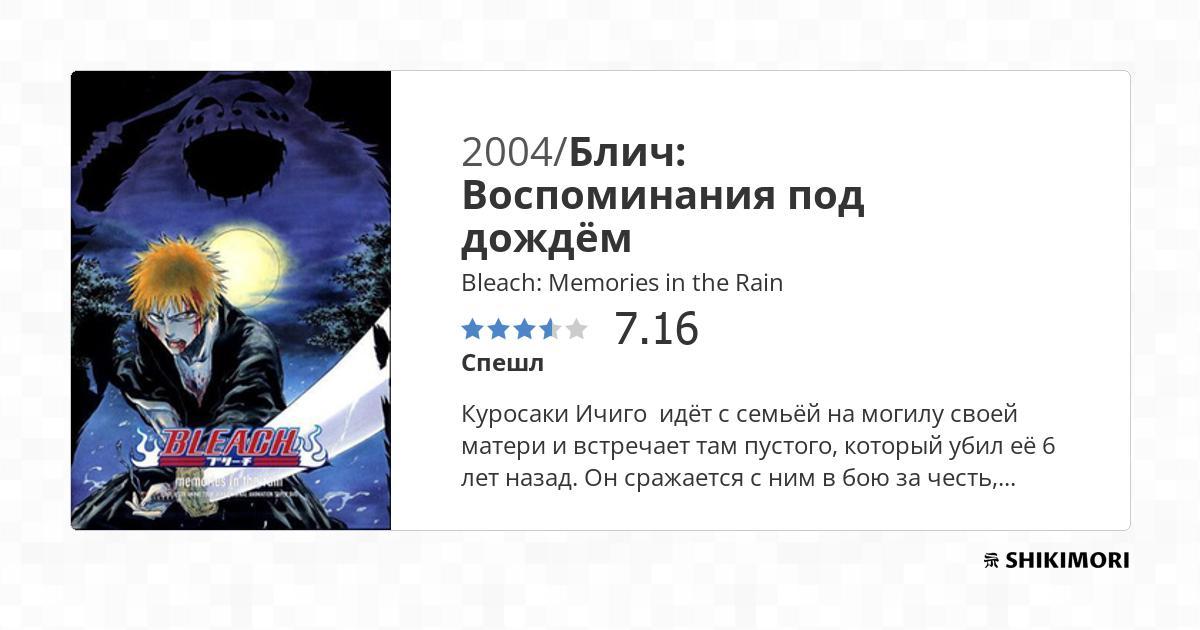 2004/Блич:
Воспоминания под
дождём
Bleach: Memories in the Rain
7.16
Спешл
Куросаки Ичиго  идёт с семьёй на могилу своей
матери и встречает там пустого, который убил её 6
лет назад. Он сражается с ним в бою за честь,...
BLEACH
ブリーチ
memories in the rain
SHIKIMORI